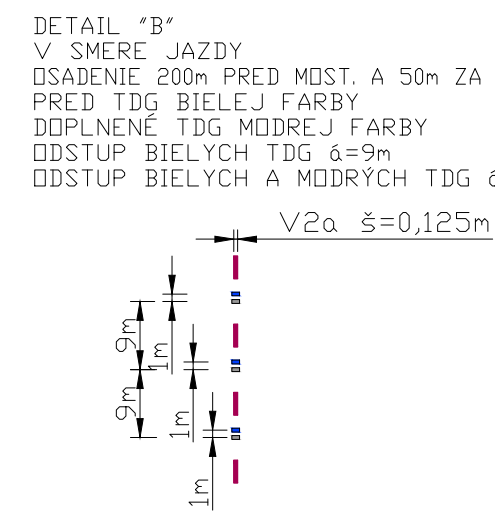 DETAIL "B"
V SMERE JAZDY
OSADENIE 200m PRED MOST. A 50m ZA
PRED TDG BIELEJ FARBY
DOPLNENÉ TDG MODREJ FARBY
ODSTUP BIELYCH TDG á=9m
ODSTUP BIELYCH A MODRÝCH TDG á
V2a š=0,125m
9m
1m
9m
1m
1m